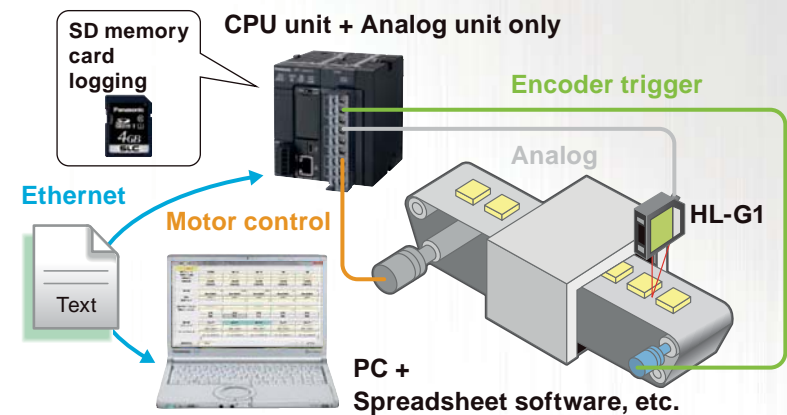 CPU unit + Analog unit only
SD memory
card
logging
Panasonic
4GB
SLC
Encoder trigger
Analog
Ethernet
HL-G1
Motor control
Text
PC +
Spreadsheet software, etc.